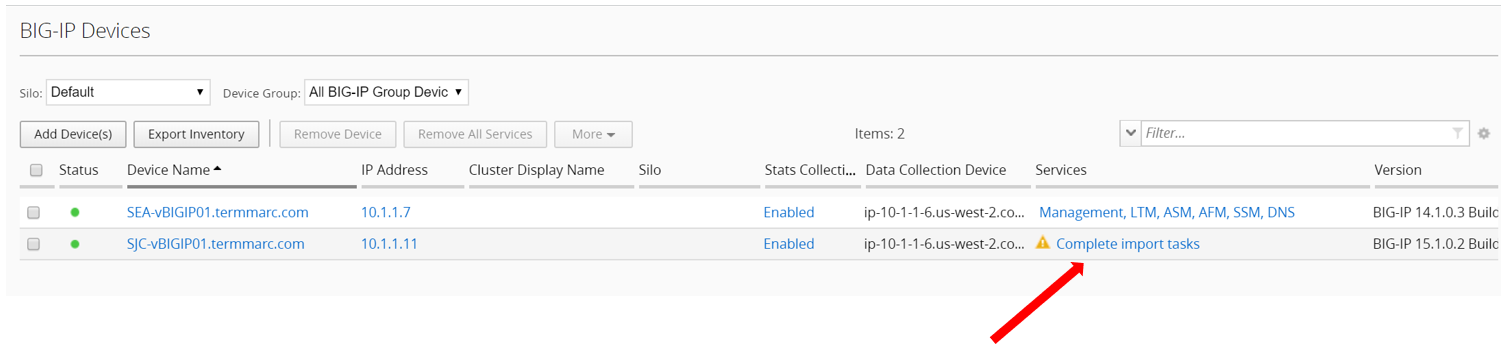 BIG-IP Devices
Silo: Default Device Group: All BIG-IP Group Devic
Add Device(s) Export Inventory Remove Device Remove All Services More Items: 2 Filter...
Status Device Name IP Address Cluster Display Name Silo Stats Collecti... Data Collection Device Services Version
SEA-vBIGIP01.termmarc.com 10.1.1.7 Enabled ip-10-1-1-6.us-west-2.co... Management, LTM, ASM, AFM, SSM, DNS BIG-IP 14.1.0.3 Build
SJC-vBIGIP01.termmarc.com 10.1.1.11 Enabled ip-10-1-1-6.us-west-2.co... Complete import tasks BIG-IP 15.1.0.2 Build